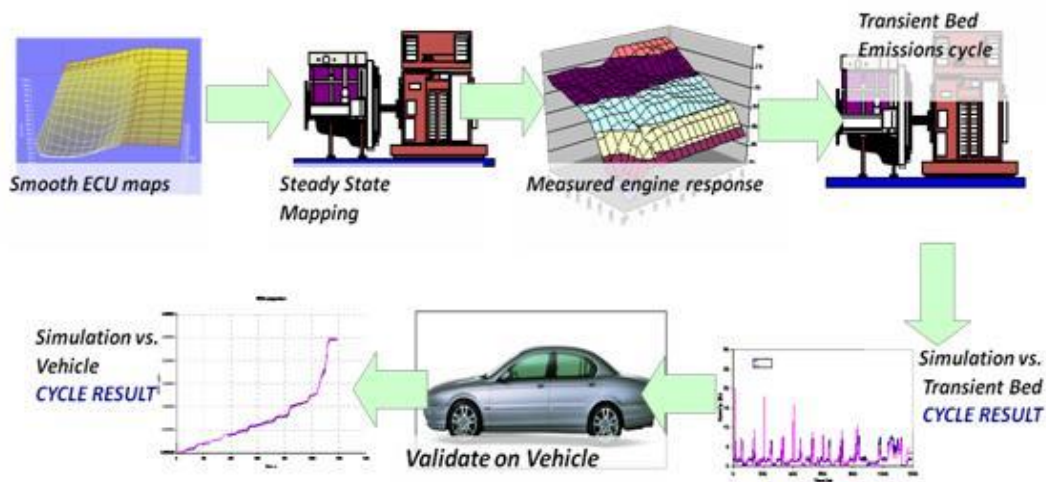 Transient Bed
Emissions cycle
Smooth ECU maps
Steady State
Mapping
Measured engine response
Simulation vs.
Transient Bed
CYCLE RESULT
Validate on Vehicle
Simulation vs.
Vehicle
CYCLE RESULT